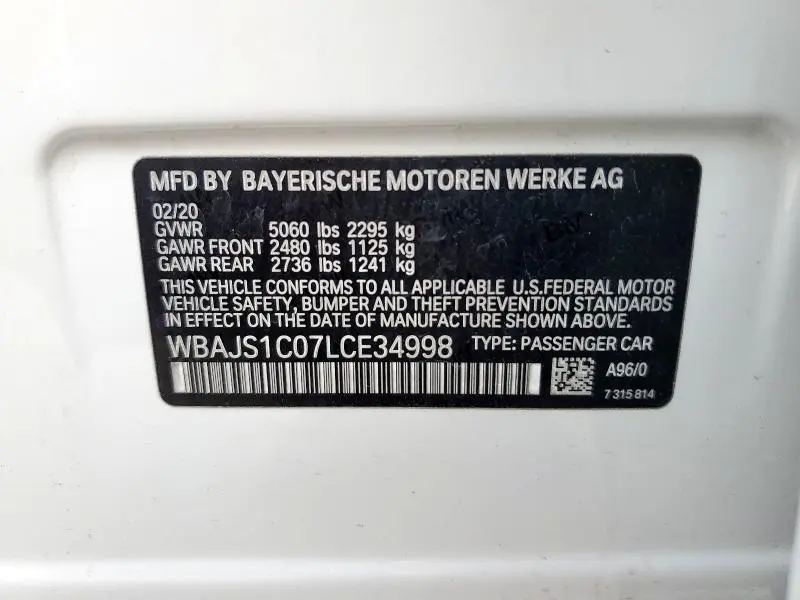 MFD BY BAYERISCHE MOTOREN WERKE AG
02/20
GVWR 5060 lbs 2295 kg
GAWR FRONT 2480 lbs 1125 kg
GAWR REAR 2736 lbs 1241 kg
THIS VEHICLE CONFORMS TO ALL APPLICABLE U.S.FEDERAL MOTOR
VEHICLE SAFETY, BUMPER AND THEFT PREVENTION STANDARDS
IN EFFECT ON THE DATE OF MANUFACTURE SHOWN ABOVE.
WBAJS1C07LCE34998 TYPE: PASSENGER CAR
A96/0
7 315 814